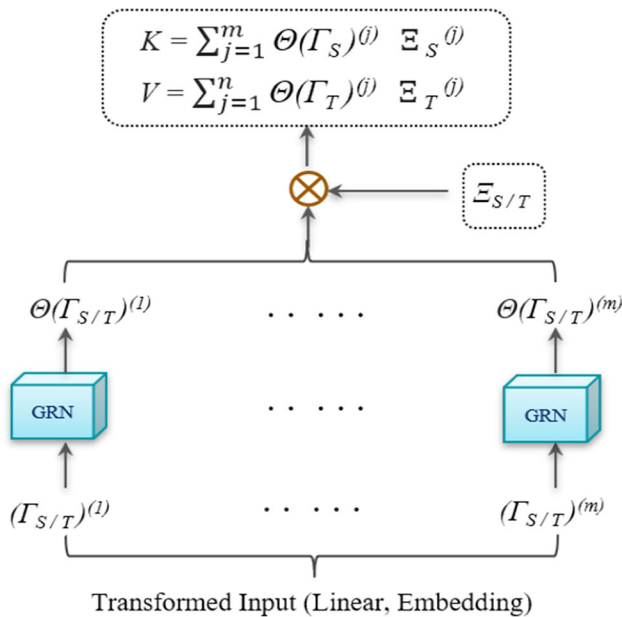 K = ∑_{j=1}^{m} Θ(Γ_S)^{(j)} Ξ_S^{(j)}
V = ∑_{j=1}^{n} Θ(Γ_T)^{(j)} Ξ_T^{(j)}
Ξ_{S/T}
Θ(Γ_{S/T})^{(1)} . . . . . Θ(Γ_{S/T})^{(m)}
GRN . . . . . GRN
(Γ_{S/T})^{(1)} . . . . . (Γ_{S/T})^{(m)}
Transformed Input (Linear, Embedding)